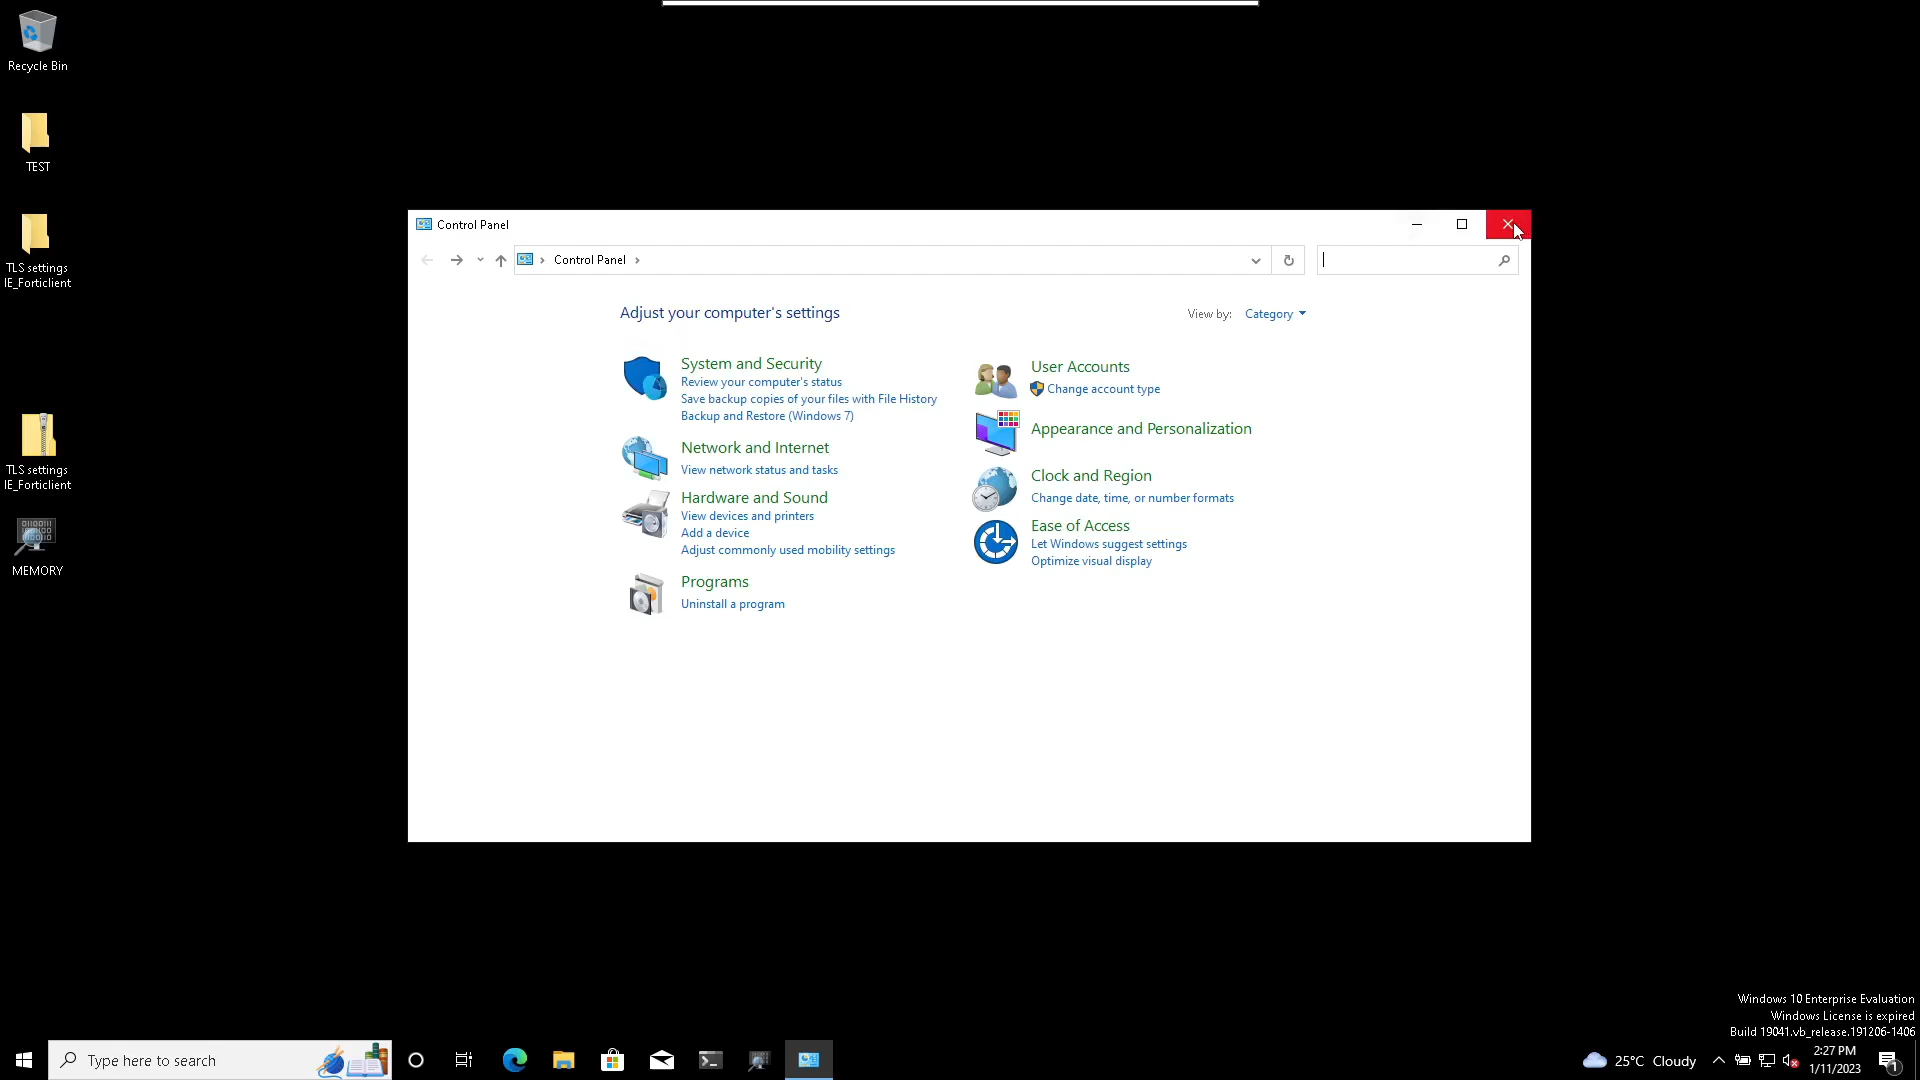 Recycle Bin
TEST
TLS settings
IE_Forticlient
TLS settings
IE_Forticlient
MEMORY
Control Panel
Control Panel
Adjust your computer's settings
View by: Category
System and Security
Review your computer's status
Save backup copies of your files with File History
Backup and Restore (Windows 7)
Network and Internet
View network status and tasks
Hardware and Sound
View devices and printers
Add a device
Adjust commonly used mobility settings
Programs
Uninstall a program
User Accounts
Change account type
Appearance and Personalization
Clock and Region
Change date, time, or number formats
Ease of Access
Let Windows suggest settings
Optimize visual display
Windows 10 Enterprise Evaluation
Windows License is expired
Build 19041.vb_release.191206-1406
Type here to search
25°C Cloudy
2:27 PM
1/11/2023
1